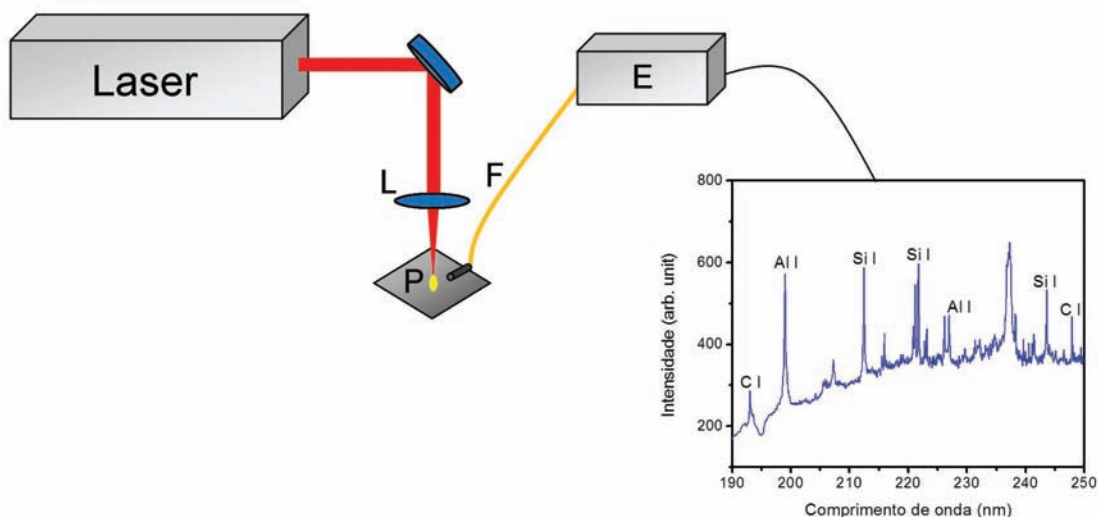 Laser
E
L
F
P
800
600
400
200
Intensidade (arb. unit)
C I
Al I
Si I
Si I
Al I
Si I
C I
190 200 210 220 230 240 250
Comprimento de onda (nm)